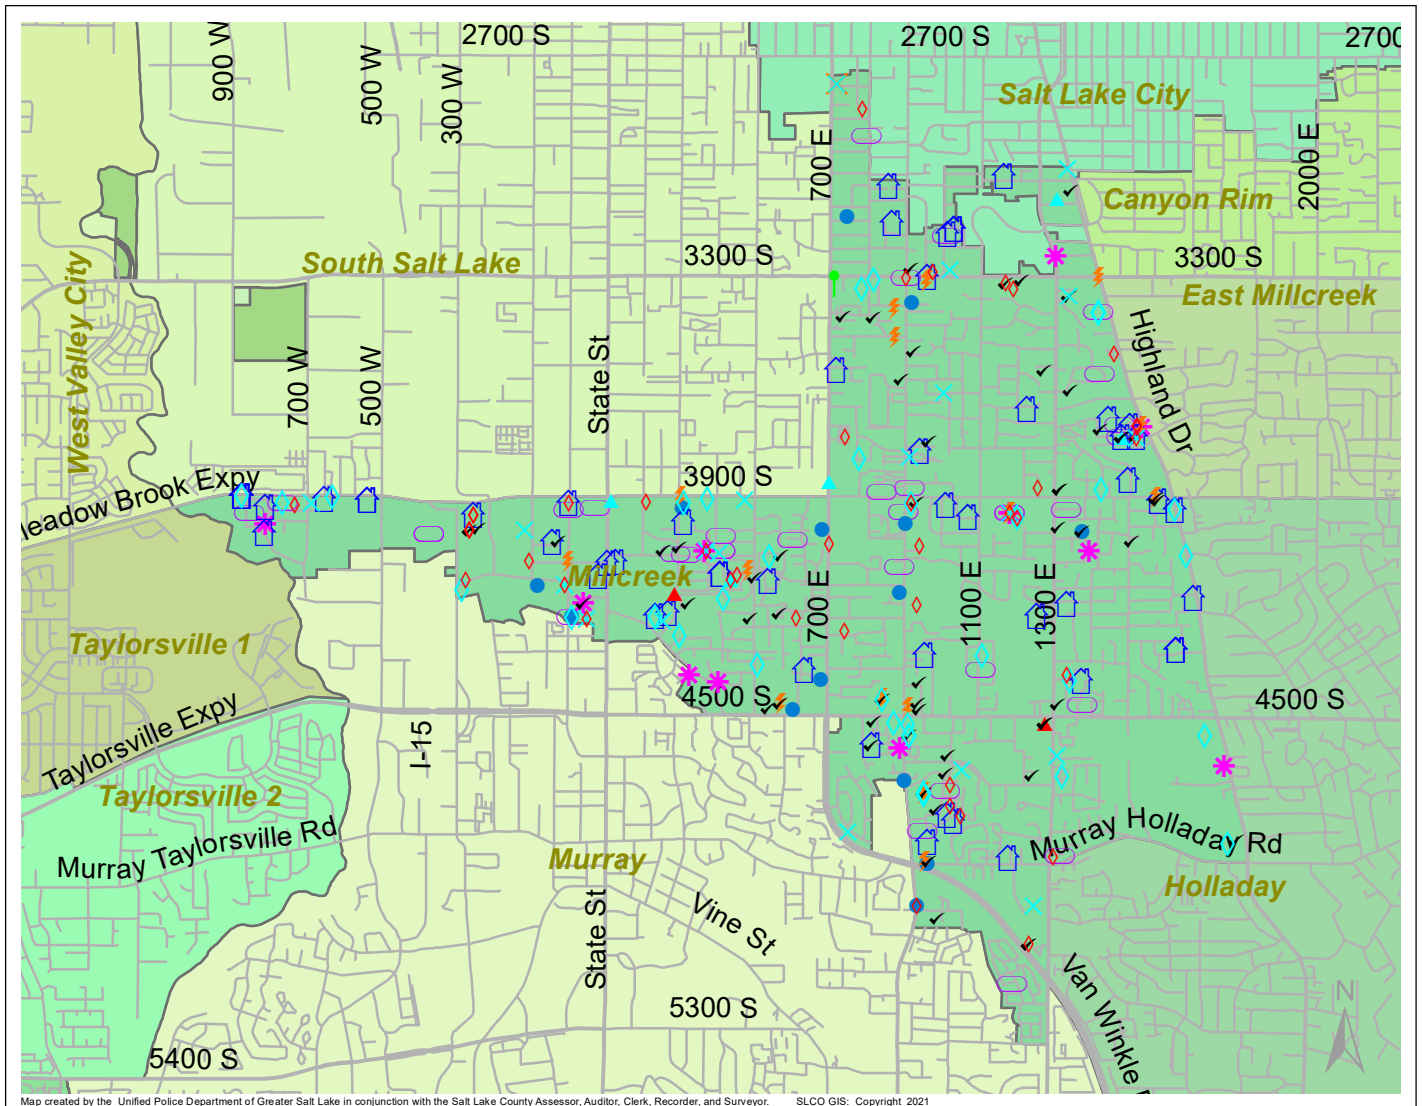 2700 S
2700 S
2700
900 W
500 W
300 W
Salt Lake City
700 E
2000 E
Canyon Rim
3300 S
3300 S
South Salt Lake
West Valley City
East Millcreek
Highland Dr
700 W
500 W
State St
3900 S
Meadow Brook Expy
Millcreek
700 E
1100 E
1300 E
Taylorsville 1
4500 S
4500 S
Taylorsville Expy
I-15
Taylorsville 2
Murray Taylorsville Rd
Murray
Murray Holladay Rd
Holladay
State St
Vine St
Van Winkle
5300 S
5400 S
N
Map created by the Unified Police Department of Greater Salt Lake in conjunction with the Salt Lake County Assessor, Auditor, Clerk, Recorder, and Surveyor. SLCO GIS: Copyright 2021